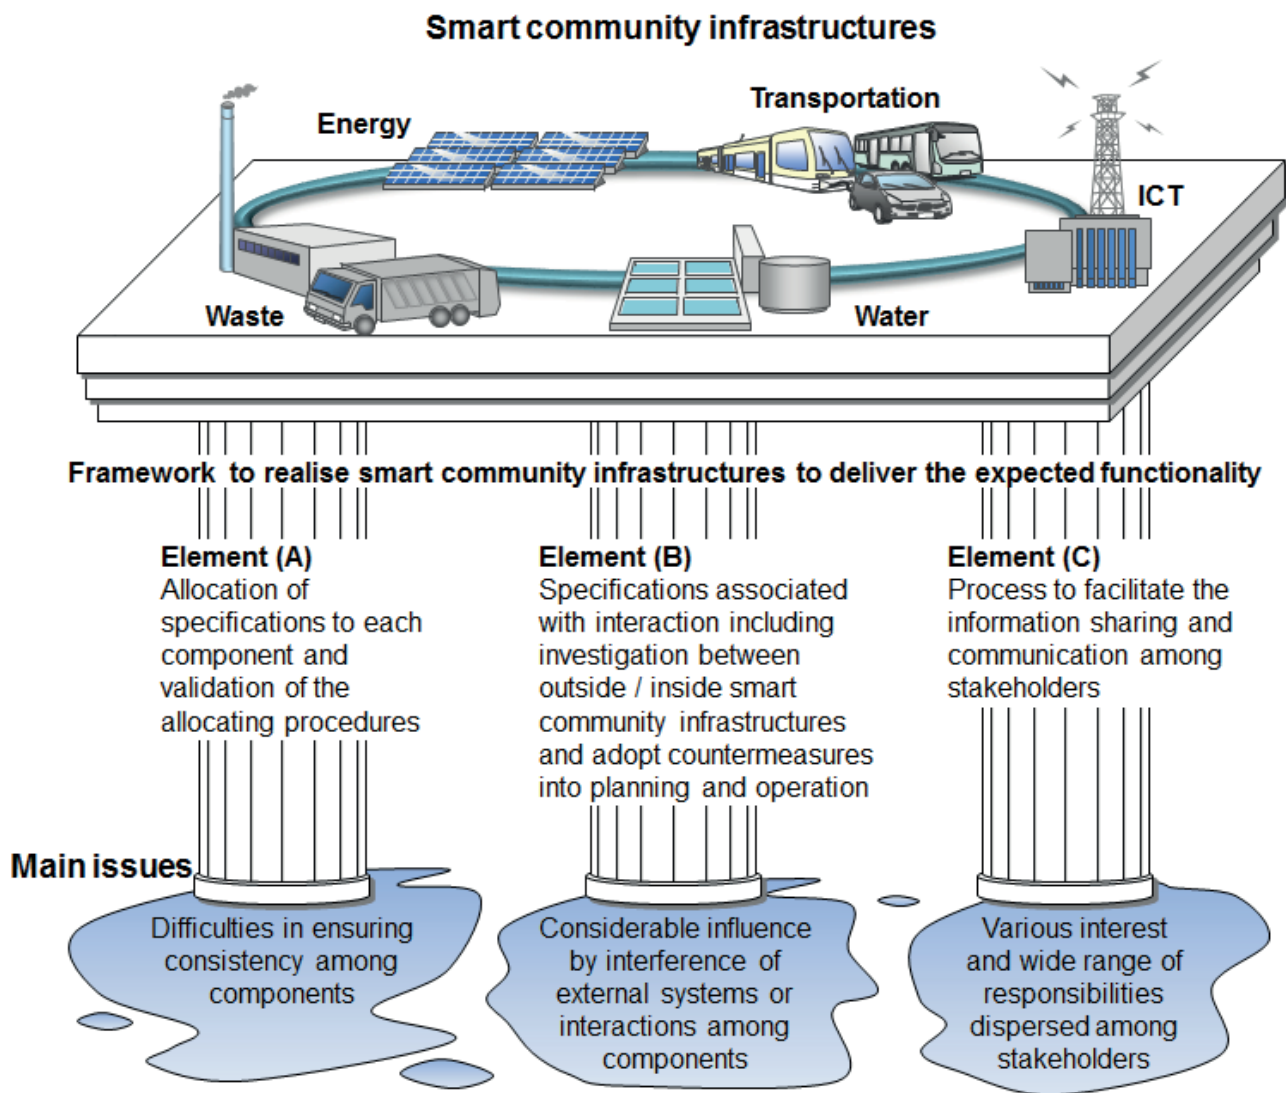 Smart community infrastructures
Energy
Transportation
ICT
Waste
Water
Framework to realise smart community infrastructures to deliver the expected functionality
Element (A)
Allocation of
specifications to each
component and
validation of the
allocating procedures
Element (B)
Specifications associated
with interaction including
investigation between
outside / inside smart
community infrastructures
and adopt countermeasures
into planning and operation
Element (C)
Process to facilitate the
information sharing and
communication among
stakeholders
Main issues
Difficulties in ensuring
consistency among
components
Considerable influence
by interference of
external systems or
interactions among
components
Various interest
and wide range of
responsibilities
dispersed among
stakeholders